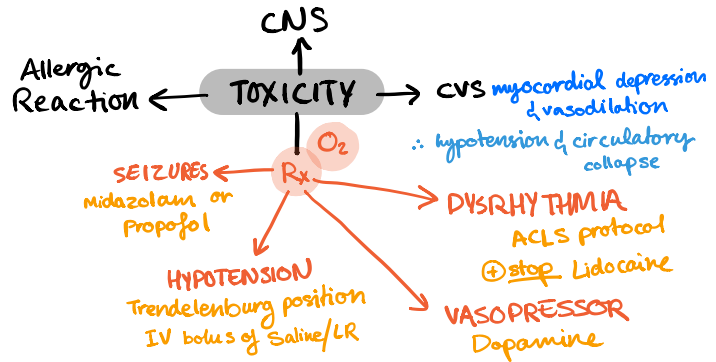 CNS
Allergic
Reaction
TOXICITY
CVS myocordial depression
& vasodilation
∴ hypotension & circulatory
collapse
O2
Rx
SEIZURES
midazolam or
Propofol
DYSRHYTHMIA
ACLS protocol
+ stop Lidocaine
HYPOTENSION
Trendelenburg position
IV bolus of Saline/LR
VASOPRESSOR
Dopamine